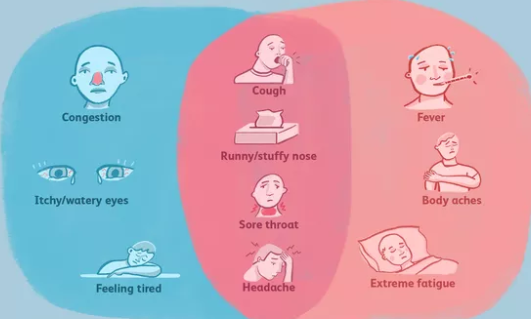 Congestion
Itchy/watery eyes
Feeling tired
Cough
Runny/stuffy nose
Sore throat
Headache
Fever
Body aches
Extreme fatigue